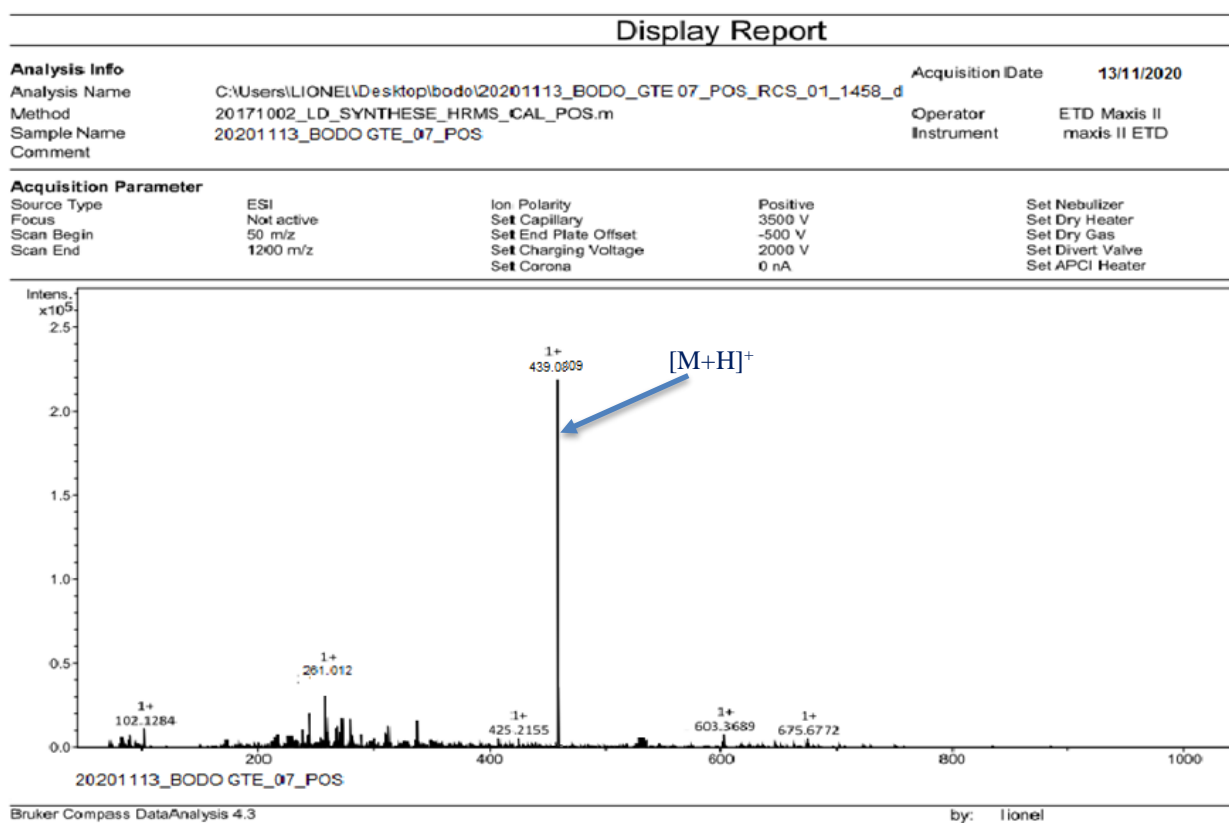 Display Report
Analysis Info
Acquisition Date 13/11/2020
Analysis Name C:\Users\LIONEL\Desktop\bodo\20201113_BODO_GTE 07_POS_RCS_01_1458_d
Method 20171002_LD_SYNTHESE_HRMS_CAL_POS.m Operator ETD Maxis II
Sample Name 20201113_BODO GTE_07_POS Instrument maxis II ETD
Comment
Acquisition Parameter
Source Type ESI Ion Polarity Positive Set Nebulizer
Focus Not active Set Capillary 3500 V Set Dry Heater
Scan Begin 50 m/z Set End Plate Offset -500 V Set Dry Gas
Scan End 1200 m/z Set Charging Voltage 2000 V Set Divert Valve
Set Corona 0 nA Set APCI Heater
Intens.
x10⁵
2.5
1+
439.0809
[M+H]⁺
2.0
1.5
1.0
0.5
1+
261.012
1+
102.1284
1+
425.2155
1+
603.3689
1+
675.6772
0.0
200 400 600 800 1000
20201113_BODO GTE_07_POS
Bruker Compass DataAnalysis 4.3 by: lionel